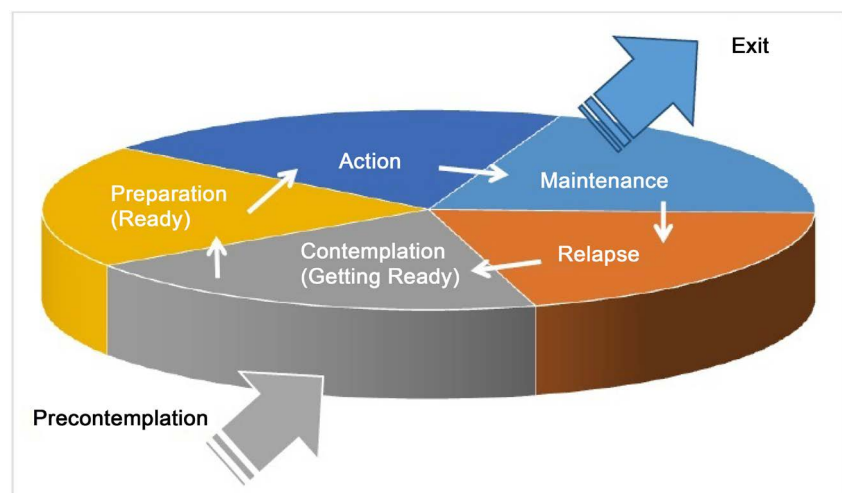 Exit
Action
Maintenance
Preparation
(Ready)
Contemplation
(Getting Ready)
Relapse
Precontemplation